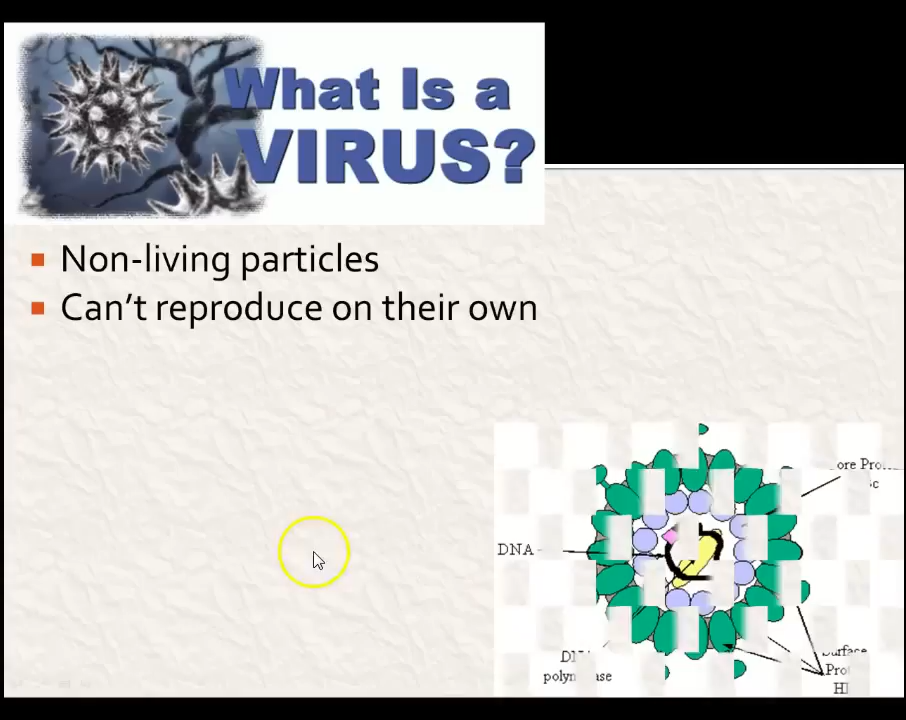 What Is a
VIRUS?
Non-living particles
Can't reproduce on their own
DNA